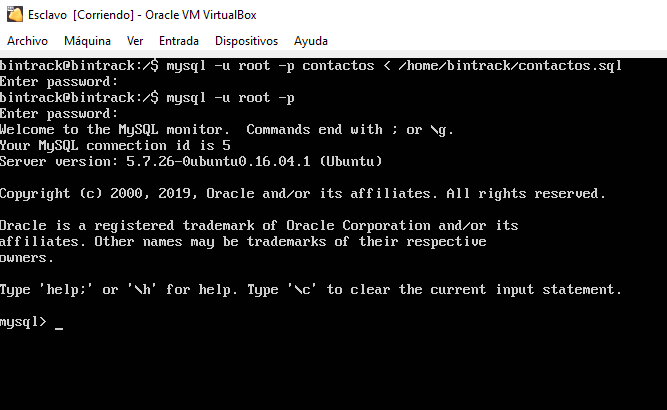 Esclavo [Corriendo] - Oracle VM VirtualBox
Archivo Máquina Ver Entrada Dispositivos Ayuda
bintrack@bintrack:/$ mysql -u root -p contactos < /home/bintrack/contactos.sql
Enter password:
bintrack@bintrack:/$ mysql -u root -p
Enter password:
Welcome to the MySQL monitor.  Commands end with ; or \g.
Your MySQL connection id is 5
Server version: 5.7.26-0ubuntu0.16.04.1 (Ubuntu)
Copyright (c) 2000, 2019, Oracle and/or its affiliates. All rights reserved.
Oracle is a registered trademark of Oracle Corporation and/or its
affiliates. Other names may be trademarks of their respective
owners.
Type 'help;' or '\h' for help. Type '\c' to clear the current input statement.
mysql> _